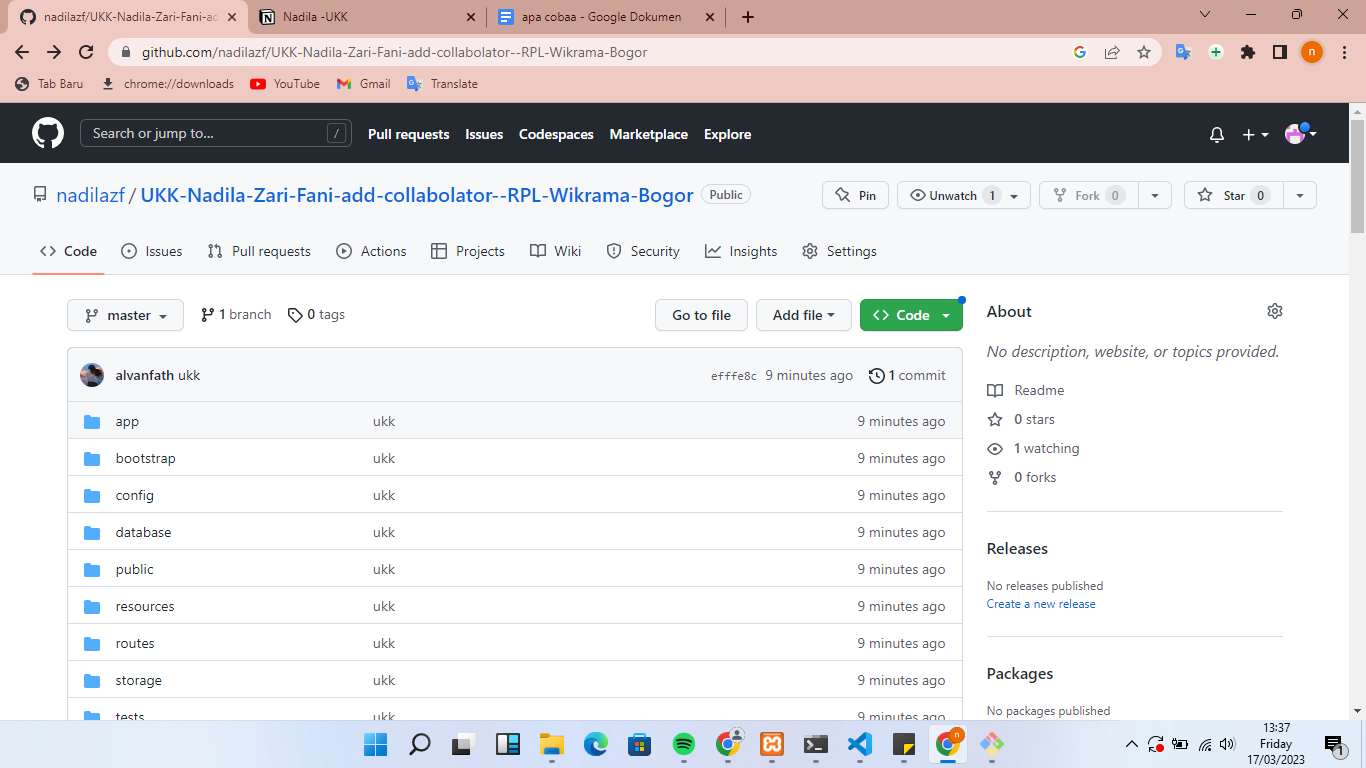 nadilazf/UKK-Nadila-Zari-Fani-ad
Nadila -UKK
apa cobaa - Google Dokumen
github.com/nadilazf/UKK-Nadila-Zari-Fani-add-collabolator--RPL-Wikrama-Bogor
n
Tab Baru
chrome://downloads
YouTube
Gmail
Translate
Search or jump to...
/
Pull requests
Issues
Codespaces
Marketplace
Explore
nadilazf / UKK-Nadila-Zari-Fani-add-collabolator--RPL-Wikrama-Bogor
Public
Pin
Unwatch 1
Fork 0
Star 0
Code
Issues
Pull requests
Actions
Projects
Wiki
Security
Insights
Settings
master
1 branch
0 tags
Go to file
Add file
Code
alvanfath ukk
efffe8c 9 minutes ago
1 commit
app ukk 9 minutes ago
bootstrap ukk 9 minutes ago
config ukk 9 minutes ago
database ukk 9 minutes ago
public ukk 9 minutes ago
resources ukk 9 minutes ago
routes ukk 9 minutes ago
storage ukk 9 minutes ago
tests ukk 9 minutes ago
About
No description, website, or topics provided.
Readme
0 stars
1 watching
0 forks
Releases
No releases published
Create a new release
Packages
No packages published
n
13:37
Friday
17/03/2023
1